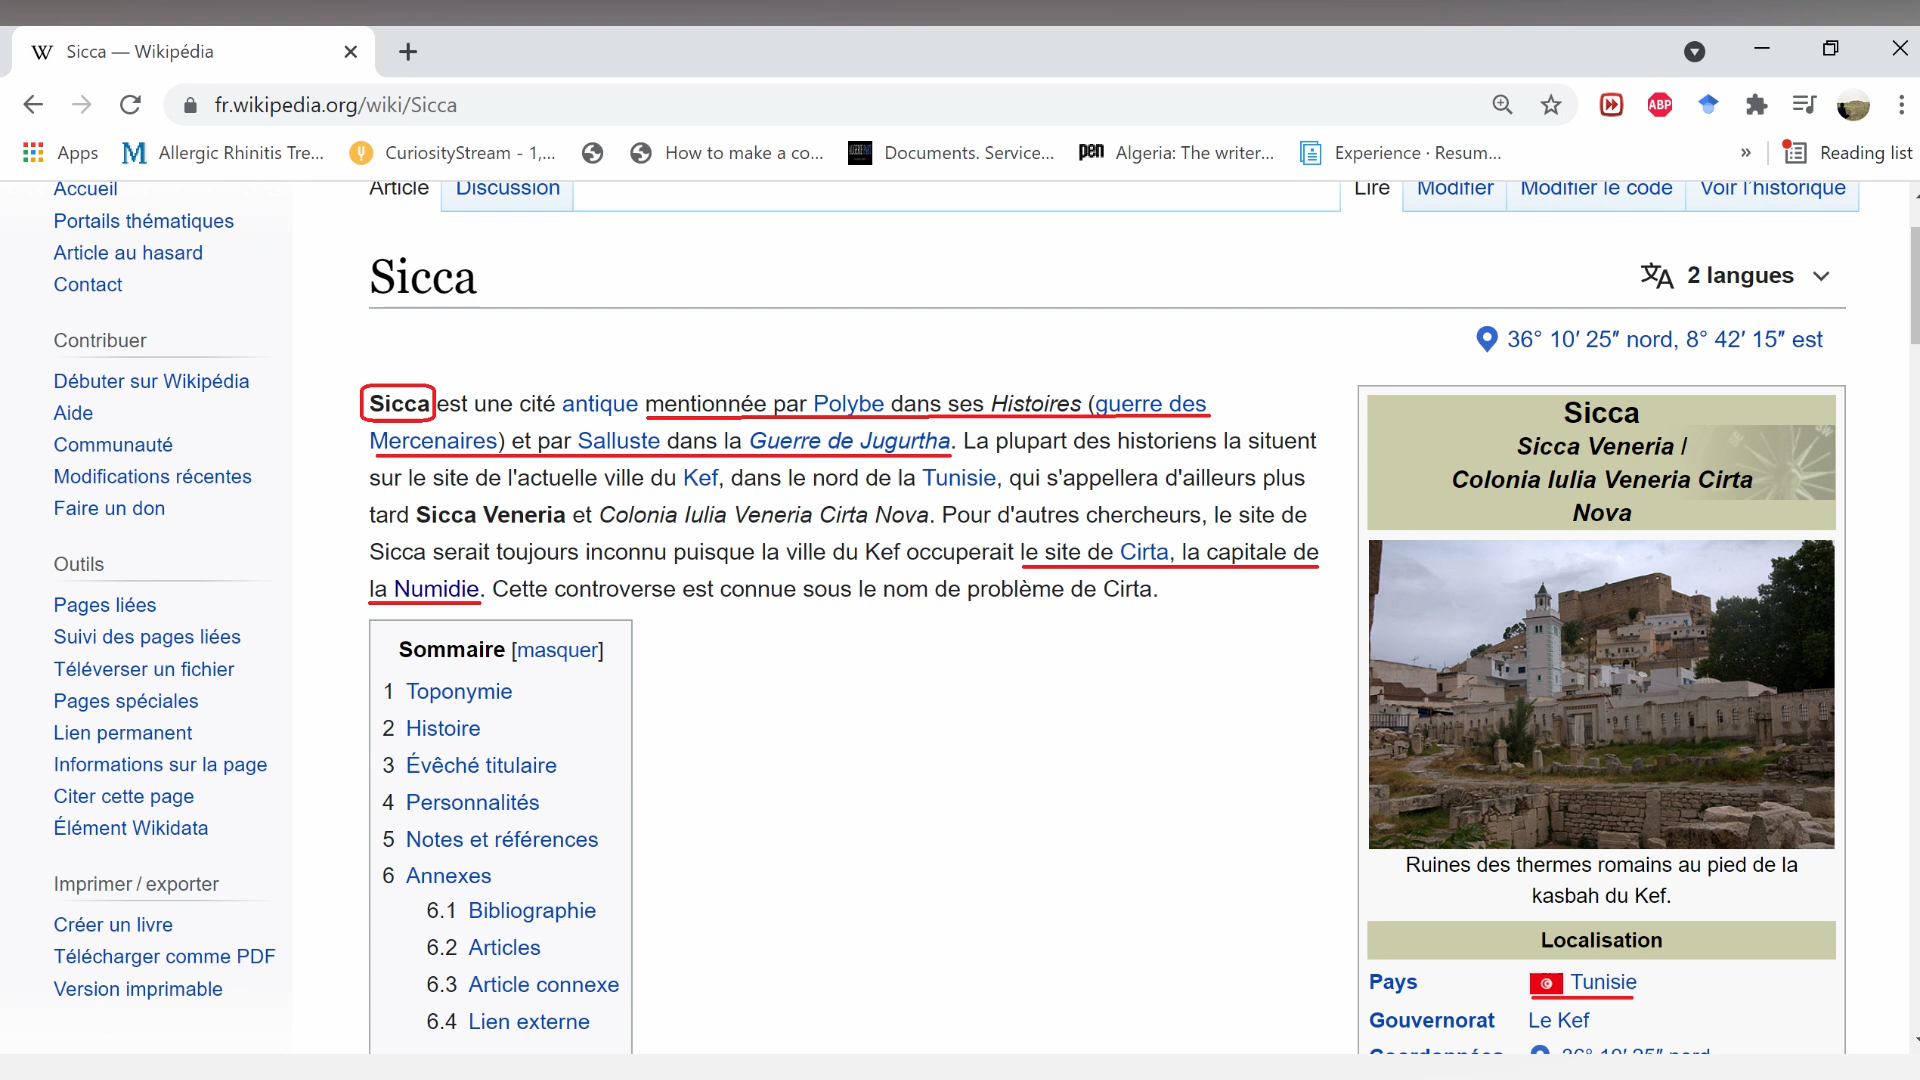 Sicca — Wikipédia
fr.wikipedia.org/wiki/Sicca
ABP
Apps
Allergic Rhinitis Tre...
CuriosityStream - 1,...
How to make a co...
Documents. Service...
pen
Algeria: The writer...
Experience · Resum...
»
Reading list
Accueil
Portails thématiques
Article au hasard
Contact
Contribuer
Débuter sur Wikipédia
Aide
Communauté
Modifications récentes
Faire un don
Outils
Pages liées
Suivi des pages liées
Téléverser un fichier
Pages spéciales
Lien permanent
Informations sur la page
Citer cette page
Élément Wikidata
Imprimer / exporter
Créer un livre
Télécharger comme PDF
Version imprimable
Article
Discussion
Lire
Modifier
Modifier le code
Voir l'historique
Sicca
2 langues
36° 10′ 25″ nord, 8° 42′ 15″ est
Sicca est une cité antique mentionnée par Polybe dans ses Histoires (guerre des
Mercenaires) et par Salluste dans la Guerre de Jugurtha. La plupart des historiens la situent
sur le site de l'actuelle ville du Kef, dans le nord de la Tunisie, qui s'appellera d'ailleurs plus
tard Sicca Veneria et Colonia Iulia Veneria Cirta Nova. Pour d'autres chercheurs, le site de
Sicca serait toujours inconnu puisque la ville du Kef occuperait le site de Cirta, la capitale de
la Numidie. Cette controverse est connue sous le nom de problème de Cirta.
Sommaire [masquer]
1 Toponymie
2 Histoire
3 Évêché titulaire
4 Personnalités
5 Notes et références
6 Annexes
6.1 Bibliographie
6.2 Articles
6.3 Article connexe
6.4 Lien externe
Sicca
Sicca Veneria /
Colonia Iulia Veneria Cirta
Nova
Ruines des thermes romains au pied de la
kasbah du Kef.
Localisation
Pays Tunisie
Gouvernorat Le Kef
Coordonnées 36° 10′ 25″ nord